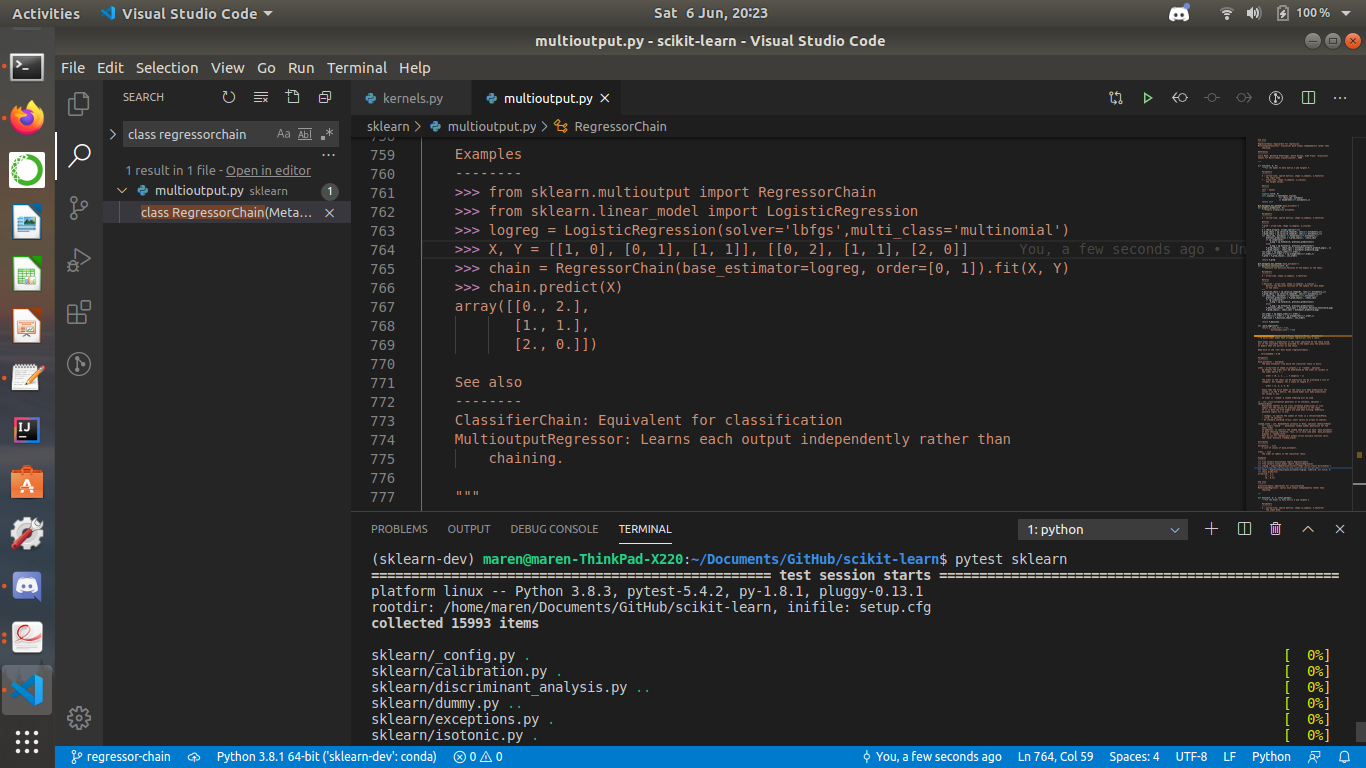 Activities
Visual Studio Code
Sat 6 Jun, 20:23
100 %
multioutput.py - scikit-learn - Visual Studio Code
File Edit Selection View Go Run Terminal Help
SEARCH
kernels.py
multioutput.py
class regressorchain
Aa Abl .*
sklearn > multioutput.py > RegressorChain
1 result in 1 file - Open in editor
multioutput.py sklearn 1
class RegressorChain(Meta...
758
759 Examples
760 --------
761 >>> from sklearn.multioutput import RegressorChain
762 >>> from sklearn.linear_model import LogisticRegression
763 >>> logreg = LogisticRegression(solver='lbfgs',multi_class='multinomial')
764 >>> X, Y = [[1, 0], [0, 1], [1, 1]], [[0, 2], [1, 1], [2, 0]] You, a few seconds ago • Un
765 >>> chain = RegressorChain(base_estimator=logreg, order=[0, 1]).fit(X, Y)
766 >>> chain.predict(X)
767 array([[0., 2.],
768 [1., 1.],
769 [2., 0.]])
770
771 See also
772 --------
773 ClassifierChain: Equivalent for classification
774 MultioutputRegressor: Learns each output independently rather than
775 chaining.
776
777 """
PROBLEMS OUTPUT DEBUG CONSOLE TERMINAL
1: python
(sklearn-dev) maren@maren-ThinkPad-X220:~/Documents/GitHub/scikit-learn$ pytest sklearn
================================================== test session starts ==================================================
platform linux -- Python 3.8.3, pytest-5.4.2, py-1.8.1, pluggy-0.13.1
rootdir: /home/maren/Documents/GitHub/scikit-learn, inifile: setup.cfg
collected 15993 items
sklearn/_config.py . [  0%]
sklearn/calibration.py . [  0%]
sklearn/discriminant_analysis.py .. [  0%]
sklearn/dummy.py .. [  0%]
sklearn/exceptions.py . [  0%]
sklearn/isotonic.py . [  0%]
regressor-chain
Python 3.8.1 64-bit ('sklearn-dev': conda)
0 0
You, a few seconds ago
Ln 764, Col 59
Spaces: 4
UTF-8
LF
Python